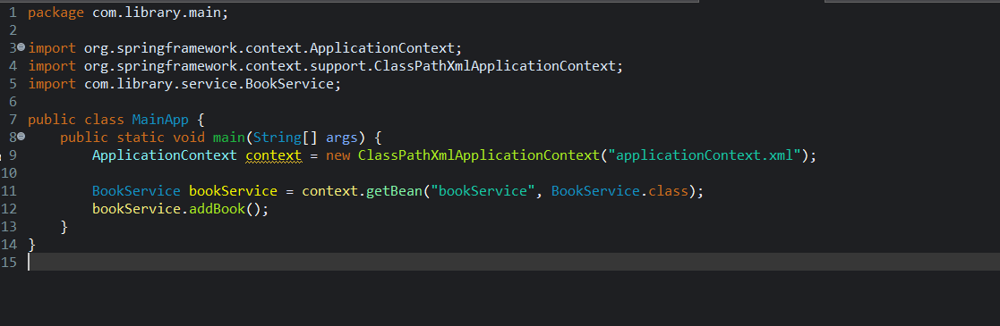 1 package com.library.main;
2
3 import org.springframework.context.ApplicationContext;
4 import org.springframework.context.support.ClassPathXmlApplicationContext;
5 import com.library.service.BookService;
6
7 public class MainApp {
8     public static void main(String[] args) {
9         ApplicationContext context = new ClassPathXmlApplicationContext("applicationContext.xml");
10
11         BookService bookService = context.getBean("bookService", BookService.class);
12         bookService.addBook();
13     }
14 }
15